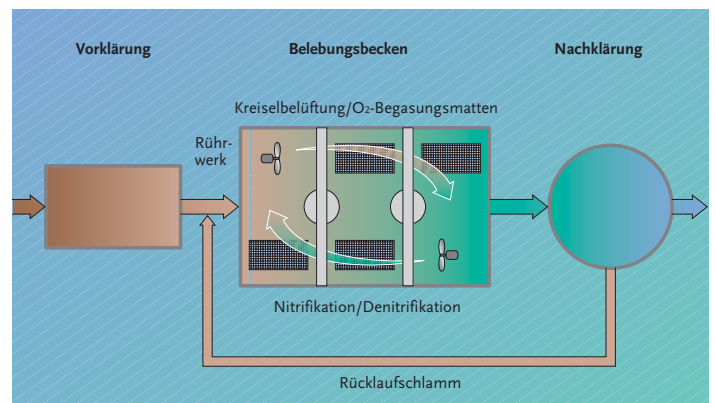 Vorklärung
Belebungsbecken
Nachklärung
Kreiselbelüftung/O₂-Begasungsmatten
Rühr-
werk
Nitrifikation/Denitrifikation
Rücklaufschlamm